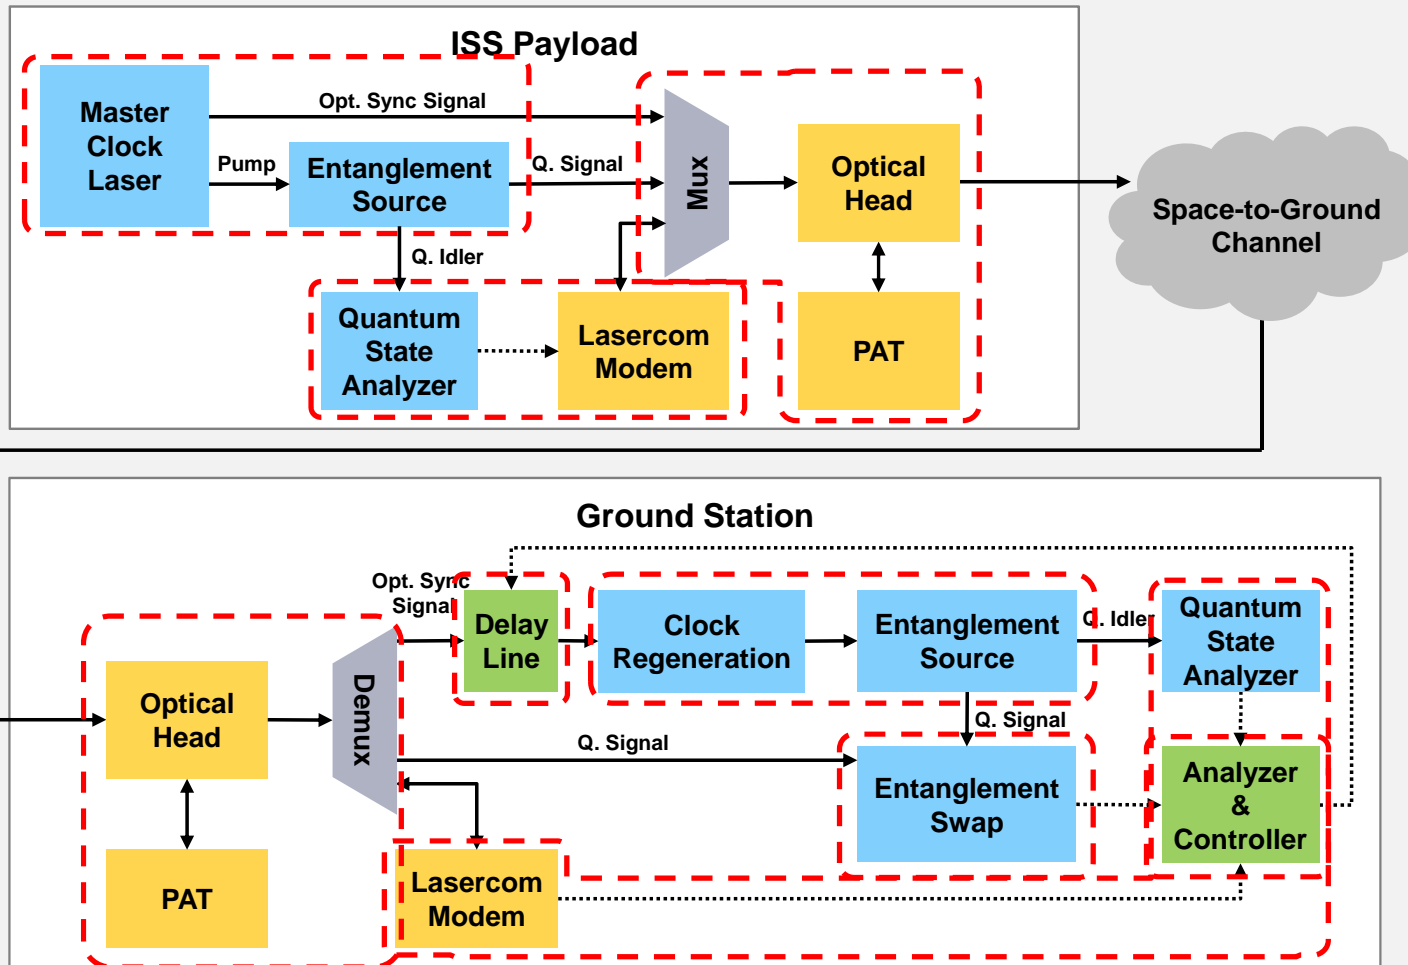 ISS Payload
Master
Clock
Laser
Opt. Sync Signal
Pump
Entanglement
Source
Q. Signal
Mux
Optical
Head
Space-to-Ground
Channel
Q. Idler
Quantum
State
Analyzer
Lasercom
Modem
PAT
Ground Station
Opt. Sync
Signal
Delay
Line
Clock
Regeneration
Entanglement
Source
Q. Idler
Quantum
State
Analyzer
Optical
Head
Demux
Q. Signal
Q. Signal
Entanglement
Swap
Analyzer
&
Controller
PAT
Lasercom
Modem